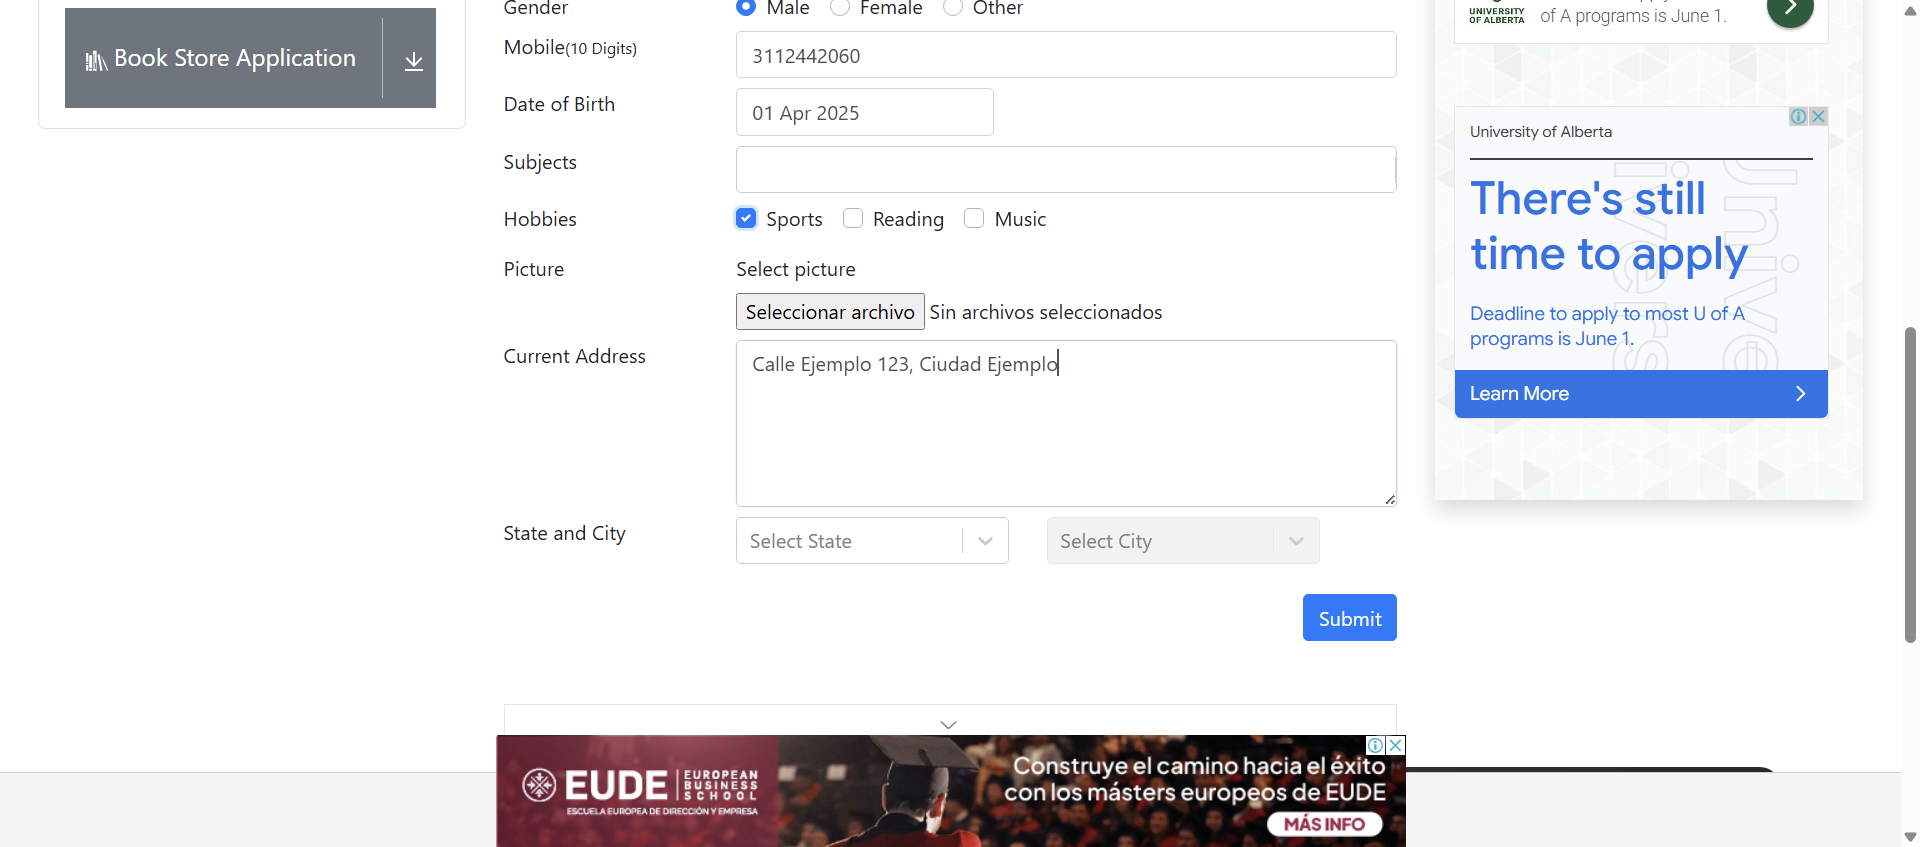 Book Store Application
Gender
Male
Female
Other
Mobile(10 Digits)
3112442060
Date of Birth
01 Apr 2025
Subjects
Hobbies
Sports
Reading
Music
Picture
Select picture
Seleccionar archivo
Sin archivos seleccionados
Current Address
Calle Ejemplo 123, Ciudad Ejemplo
State and City
Select State
Select City
Submit
UNIVERSITY
OF ALBERTA
of A programs is June 1.
University of Alberta
There's still
time to apply
Deadline to apply to most U of A
programs is June 1.
Learn More
EUDE
EUROPEAN
BUSINESS
SCHOOL
ESCUELA EUROPEA DE DIRECCIÓN Y EMPRESA
Construye el camino hacia el éxito
con los másters europeos de EUDE
MÁS INFO